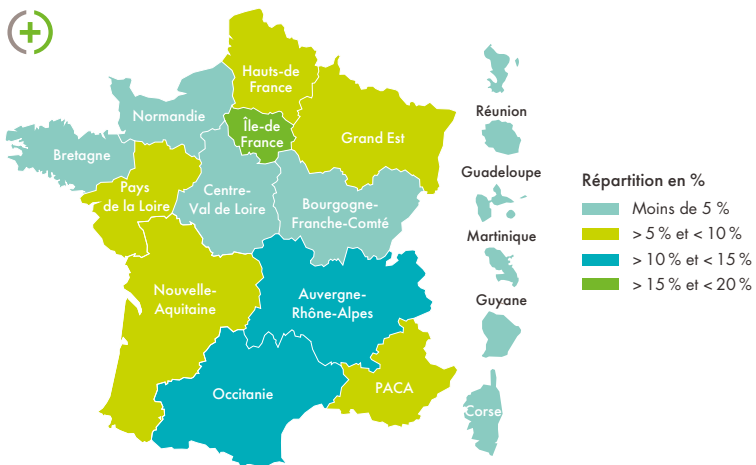 Hauts-de
France
Normandie
Île-de
France
Grand Est
Bretagne
Pays
de la Loire
Centre-
Val de Loire
Bourgogne-
Franche-Comté
Nouvelle-
Aquitaine
Auvergne-
Rhône-Alpes
Occitanie
PACA
Réunion
Guadeloupe
Martinique
Guyane
Corse
Répartition en %
Moins de 5 %
> 5 % et < 10 %
> 10 % et < 15 %
> 15 % et < 20 %